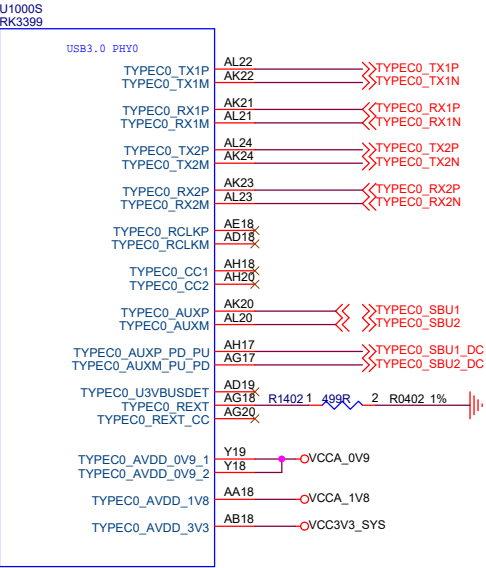 U1000S
RK3399
USB3.0 PHY0
TYPEC0_TX1P AL22 TYPEC0_TX1P
TYPEC0_TX1M AK22 TYPEC0_TX1N
TYPEC0_RX1P AK21 TYPEC0_RX1P
TYPEC0_RX1M AL21 TYPEC0_RX1N
TYPEC0_TX2P AL24 TYPEC0_TX2P
TYPEC0_TX2M AK24 TYPEC0_TX2N
TYPEC0_RX2P AK23 TYPEC0_RX2P
TYPEC0_RX2M AL23 TYPEC0_RX2N
TYPEC0_RCLKP AE18
TYPEC0_RCLKM AD18
TYPEC0_CC1 AH18
TYPEC0_CC2 AH20
TYPEC0_AUXP AK20 TYPEC0_SBU1
TYPEC0_AUXM AL20 TYPEC0_SBU2
TYPEC0_AUXP_PD_PU AH17 TYPEC0_SBU1_DC
TYPEC0_AUXM_PU_PD AG17 TYPEC0_SBU2_DC
TYPEC0_U3VBUSDET AD19
TYPEC0_REXT AG18 R1402 1 499R 2 R0402 1%
TYPEC0_REXT_CC AG20
TYPEC0_AVDD_0V9_1 Y19 VCCA_0V9
TYPEC0_AVDD_0V9_2 Y18
TYPEC0_AVDD_1V8 AA18 VCCA_1V8
TYPEC0_AVDD_3V3 AB18 VCC3V3_SYS